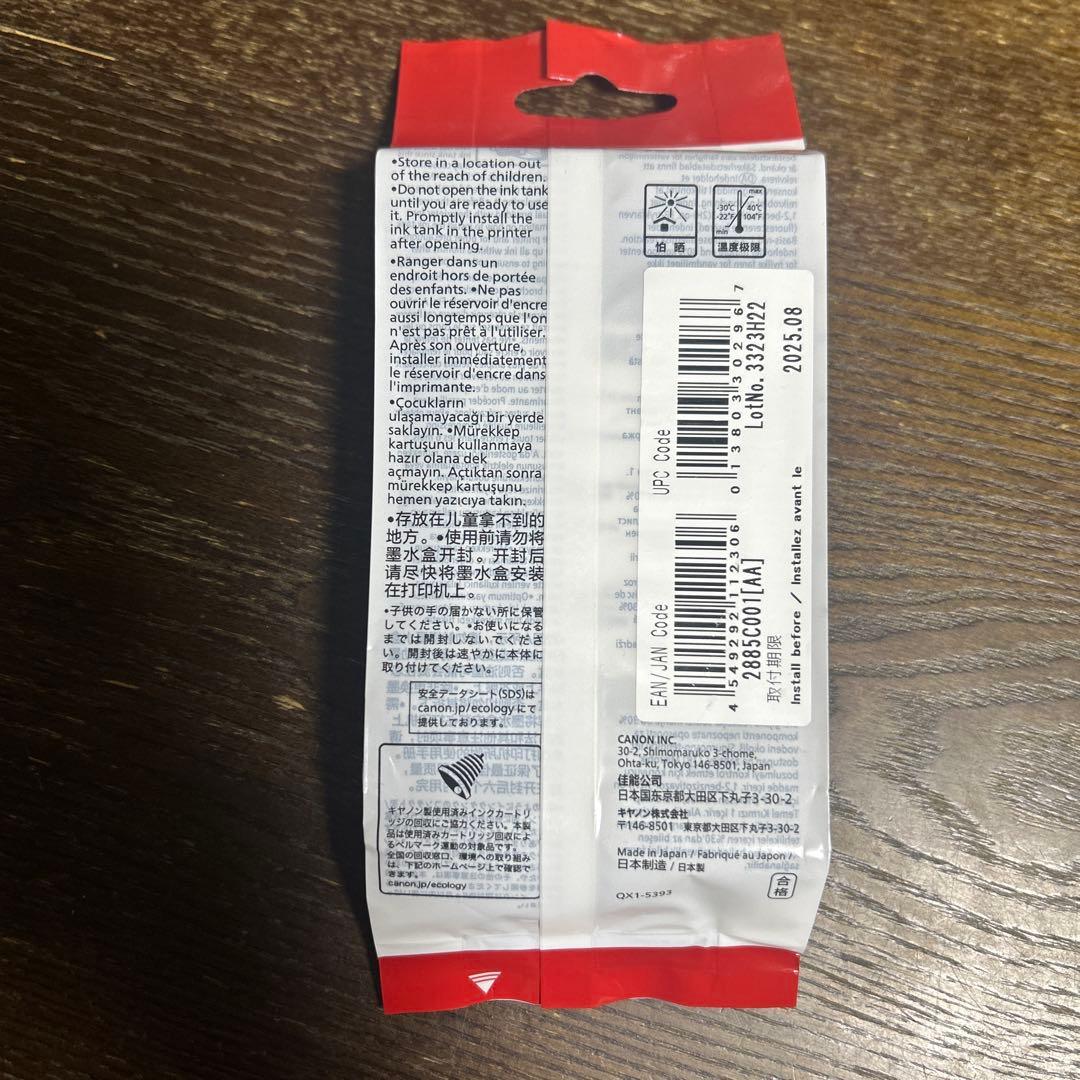 •Store in a location out
of the reach of children.
•Do not open the ink tank
until you are ready to use
it. Promptly install the
ink tank in the printer
after opening.
•Ranger dans un
endroit hors de portée
des enfants. •Ne pas
ouvrir le réservoir d'encre
aussi longtemps que l'on
n'est pas prêt à l'utiliser.
Après son ouverture,
installer immédiatement
le réservoir d'encre dans
l'imprimante.
•Çocukların
ulaşamayacağı bir yerde
saklayın. •Mürekkep
kartuşunu kullanmaya
hazır olana dek
açmayın. Açtıktan sonra
mürekkep kartuşunu
hemen yazıcıya takın.
•存放在儿童拿不到的
地方。•使用前请勿将
墨水盒开封。开封后
请尽快将墨水盒安装
在打印机上。
•子供の手の届かない所に保管
してください。•お使いになる
までは開封しないでくださ
い。開封後は速やかに本体に
取り付けてください。
安全データシート(SDS)は
canon.jp/ecology にて
提供しております。
キヤノン製使用済みインクカートリ
ッジの回収にご協力ください。本製
品は使用済みカートリッジ回収によ
るベルマーク運動の対象品です。
全国の回収窓口、環境への取り組み
は、下記のホームページ上で確認で
きます。
canon.jp/ecology
怕 晒
max
-30℃ 40℃
-22°F 104°F
min
温度极限
UPC Code
0 13803 30296 7
LotNo. 3323H22
2025.08
EAN/JAN Code
4 549292 112306
2885C001[AA]
取付期限
Install before / Installez avant le
CANON INC.
30-2, Shimomaruko 3-chome,
Ohta-ku, Tokyo 146-8501, Japan
佳能公司
日本国东京都大田区下丸子3-30-2
キヤノン株式会社
〒146-8501 東京都大田区下丸子3-30-2
Made in Japan / Fabriqué au Japon /
日本制造 / 日本製
QX1-5393
合格